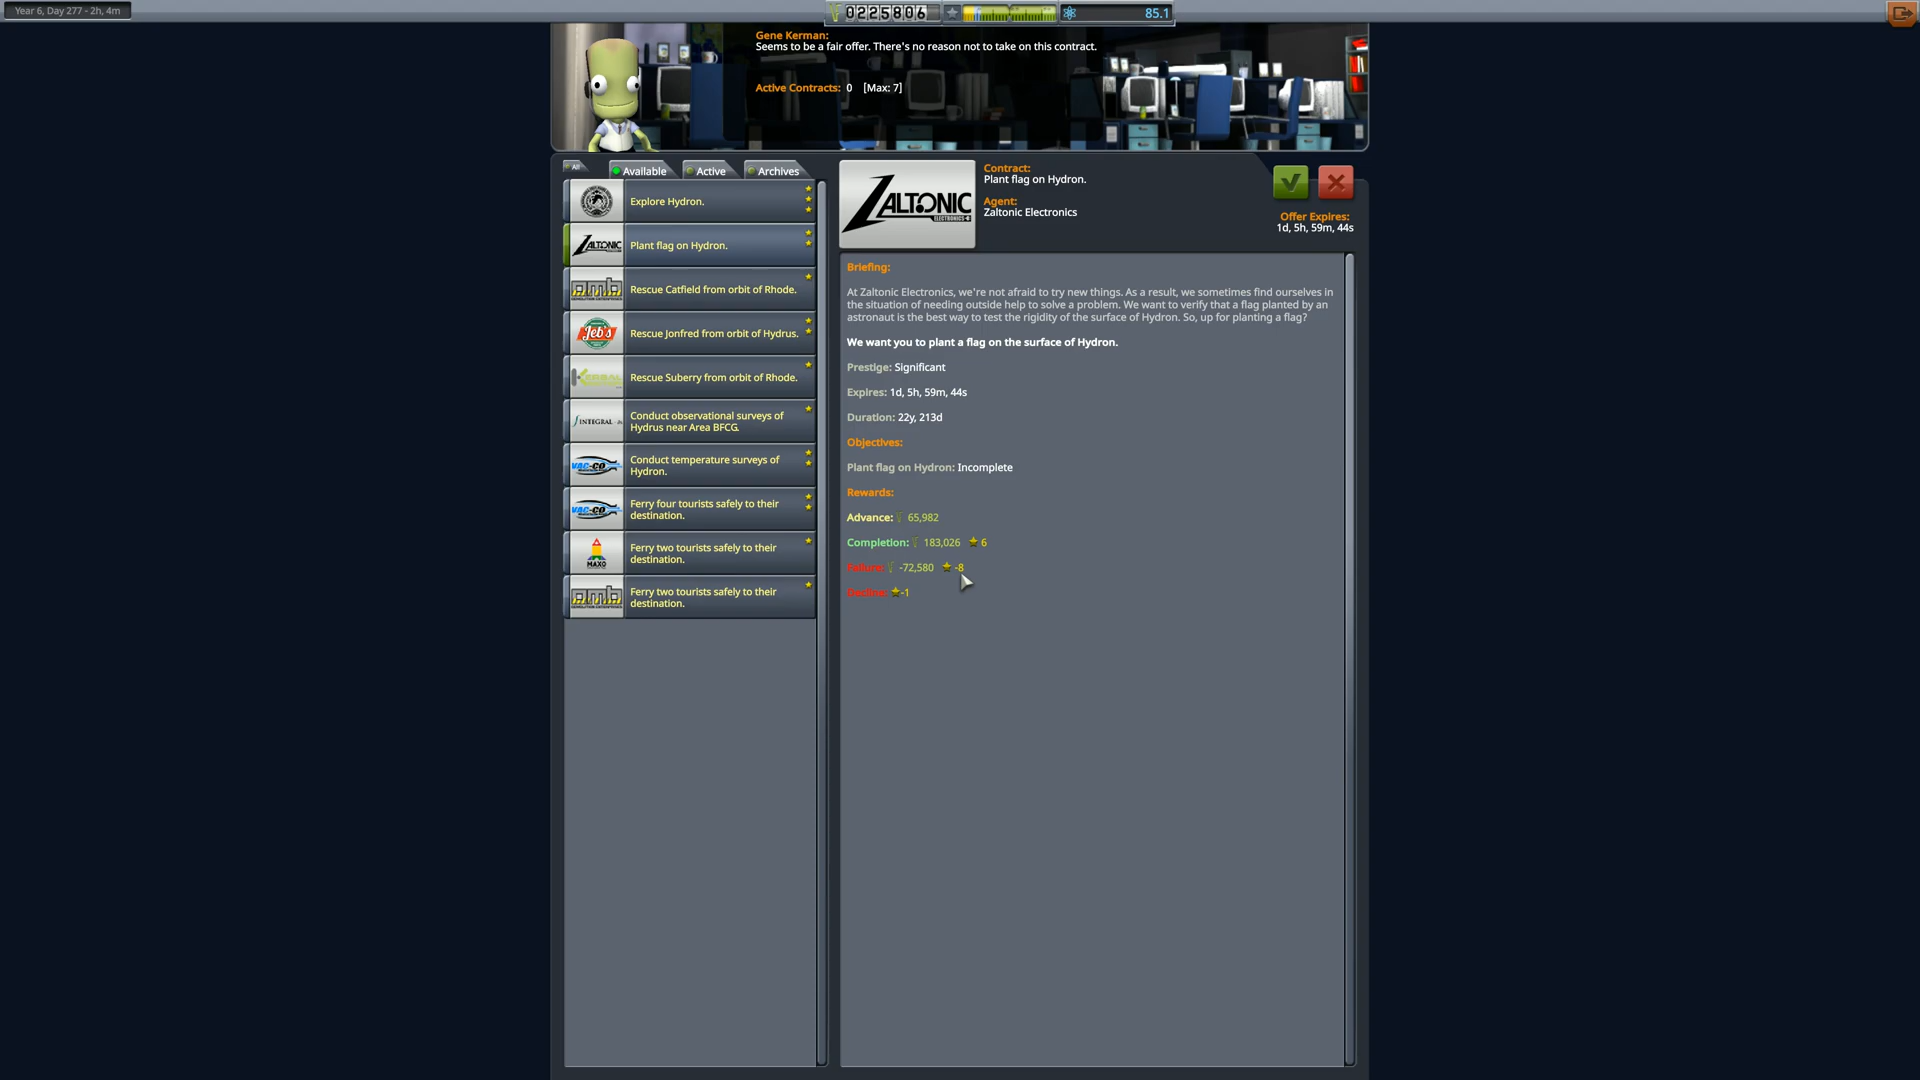 Year 6, Day 277 - 2h, 4m
0225806
85.1
Gene Kerman:
Seems to be a fair offer. There's no reason not to take on this contract.
Active Contracts: 0 [Max: 7]
All
Available
Active
Archives
Explore Hydron.
ZALTONIC
Plant flag on Hydron.
Rescue Catfield from orbit of Rhode.
Jeb's
Rescue Jonfred from orbit of Hydrus.
Rescue Suberry from orbit of Rhode.
INTEGRAL
Conduct observational surveys of
Hydrus near Area BFCG.
VAC-CO
Conduct temperature surveys of
Hydron.
VAC-CO
Ferry four tourists safely to their
destination.
MAXO
Ferry two tourists safely to their
destination.
Ferry two tourists safely to their
destination.
ZALTONIC
ELECTRONICS
Contract:
Plant flag on Hydron.
Agent:
Zaltonic Electronics
Offer Expires:
1d, 5h, 59m, 44s
Briefing:
At Zaltonic Electronics, we're not afraid to try new things. As a result, we sometimes find ourselves in
the situation of needing outside help to solve a problem. We want to verify that a flag planted by an
astronaut is the best way to test the rigidity of the surface of Hydron. So, up for planting a flag?
We want you to plant a flag on the surface of Hydron.
Prestige: Significant
Expires: 1d, 5h, 59m, 44s
Duration: 22y, 213d
Objectives:
Plant flag on Hydron: Incomplete
Rewards:
Advance: 65,982
Completion: 183,026 6
Failure: -72,580 -8
Decline: -1